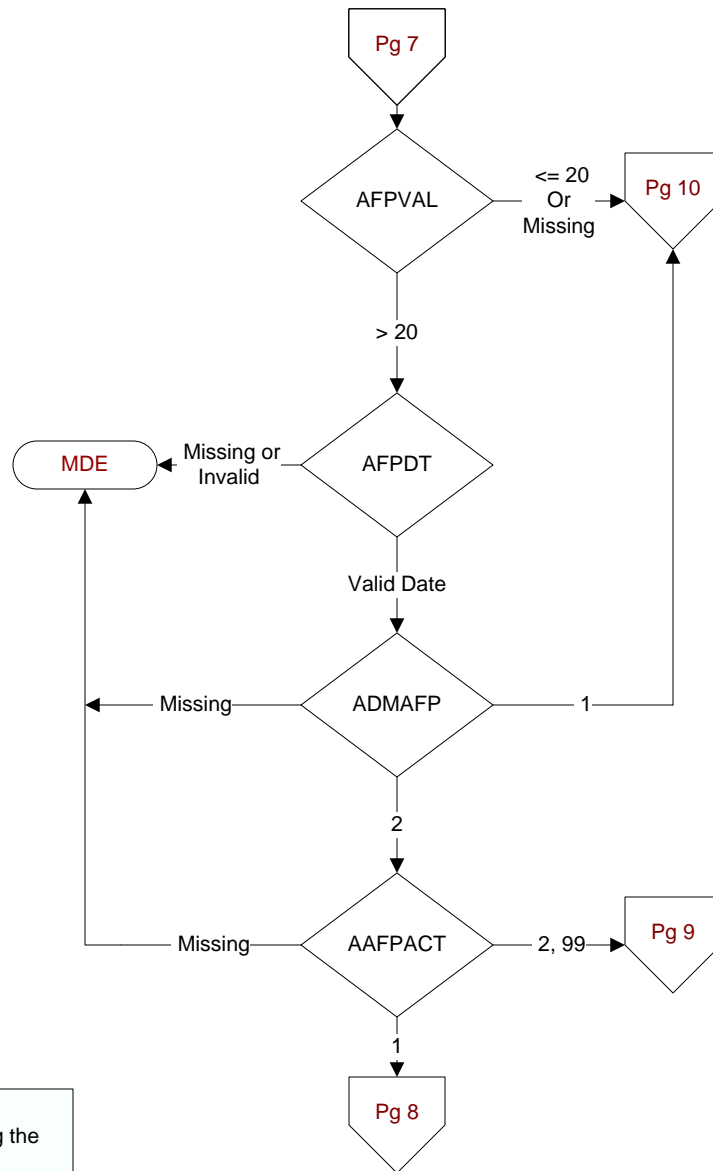 Pg 7
AFPVAL
<= 20
Or
Missing
Pg 10
> 20
MDE
Missing or
Invalid
AFPDT
Valid Date
Missing
ADMAFP
1
2
Missing
AAFPACT
2, 99
Pg 9
1
Pg 8
g the